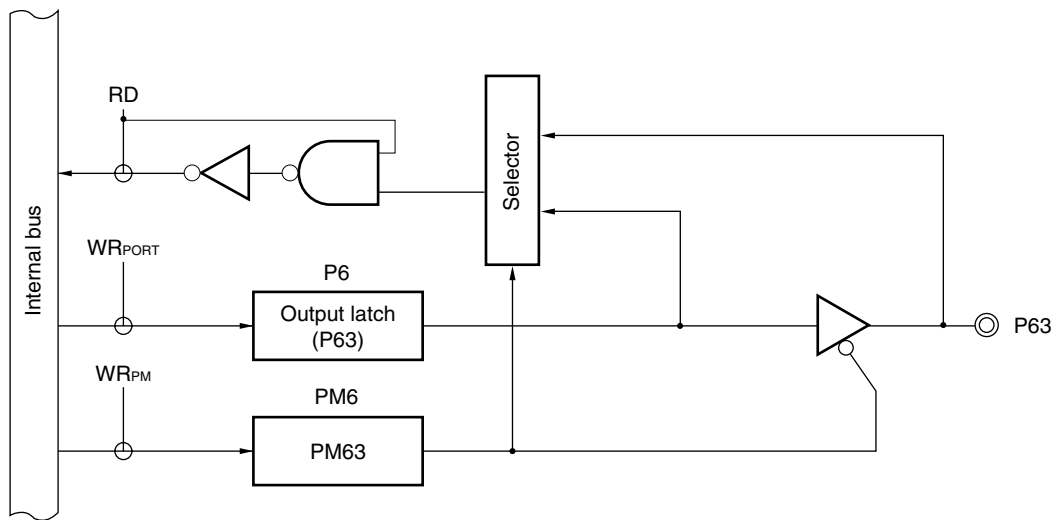 RD
Selector
Internal bus
WRPORT
P6
Output latch
(P63)
P63
WRPM
PM6
PM63